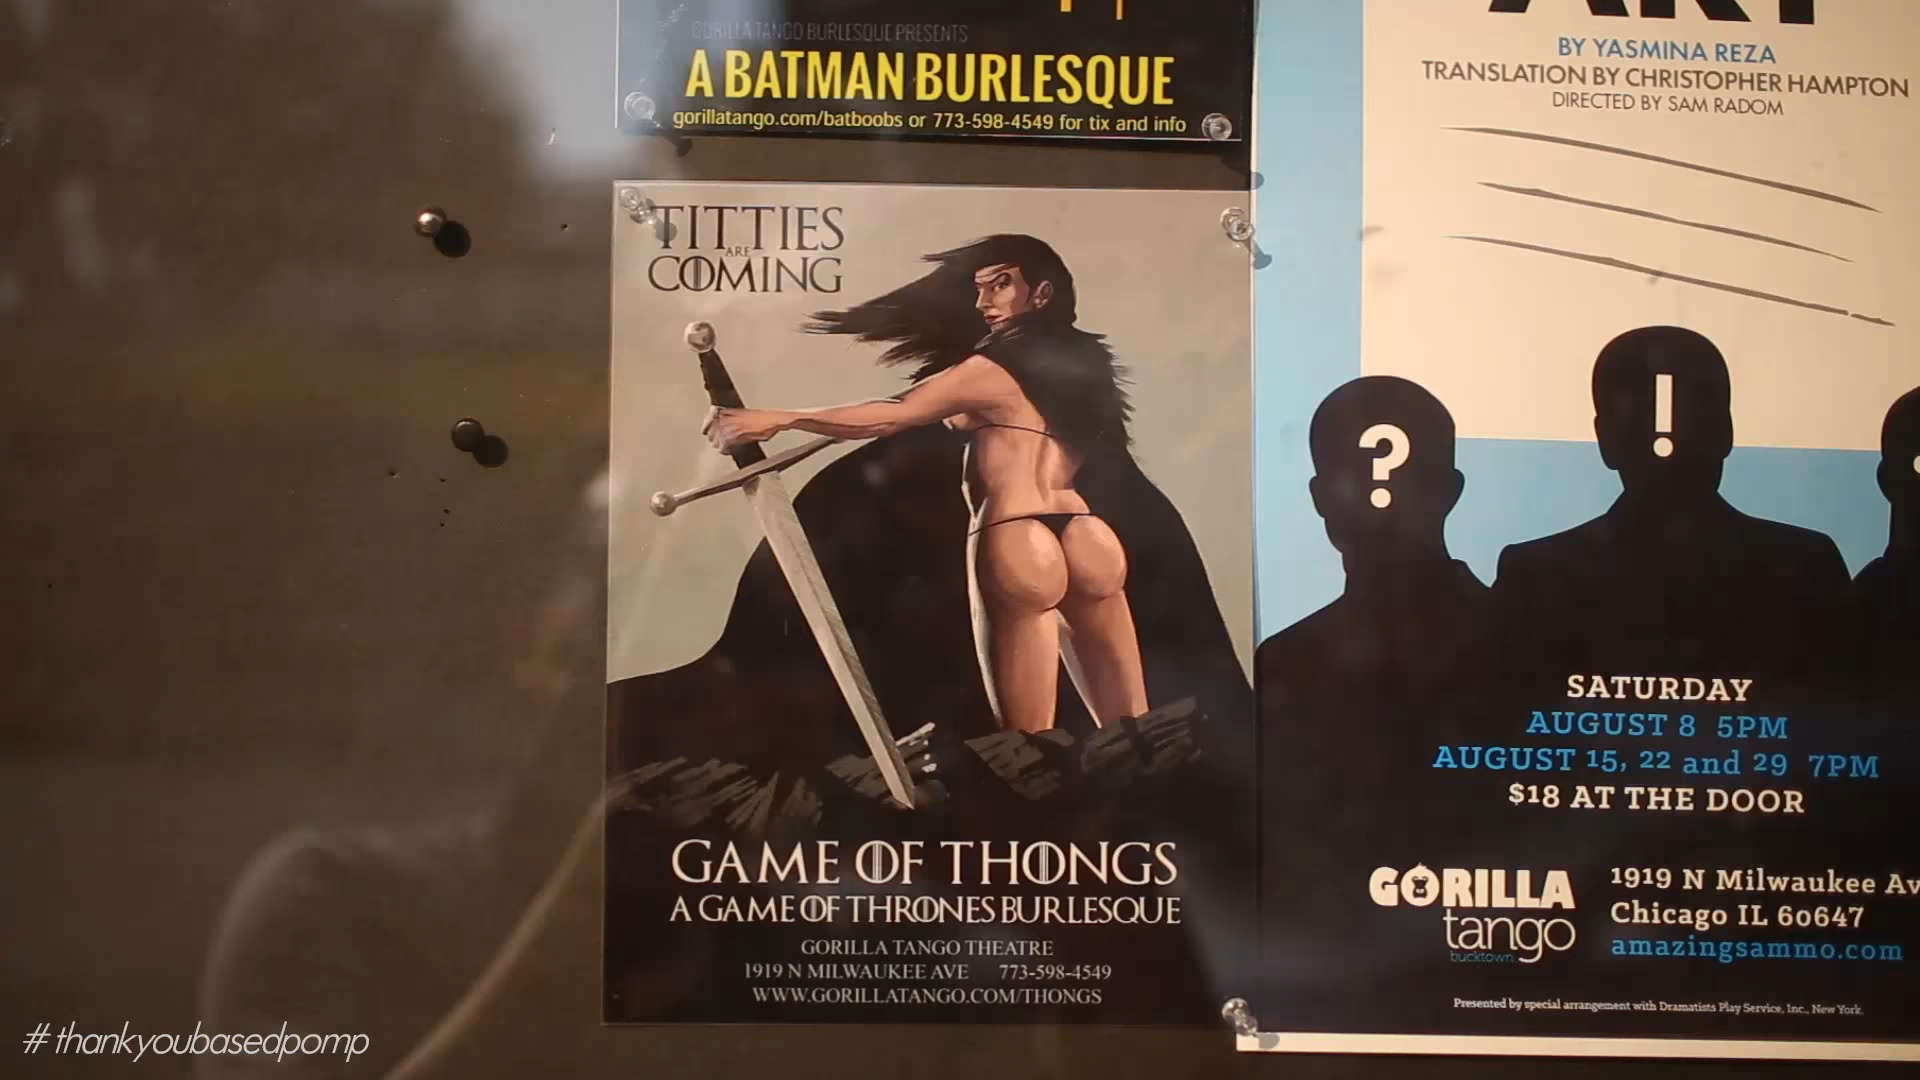 GORILLA TANGO BURLESQUE PRESENTS
A BATMAN BURLESQUE
gorillatango.com/batboobs or 773-598-4549 for tix and info
TITTIES
ARE
COMING
GAME OF THONGS
A GAME OF THRONES BURLESQUE
GORILLA TANGO THEATRE
1919 N MILWAUKEE AVE 773-598-4549
WWW.GORILLATANGO.COM/THONGS
ART
BY YASMINA REZA
TRANSLATION BY CHRISTOPHER HAMPTON
DIRECTED BY SAM RADOM
? !
SATURDAY
AUGUST 8 5PM
AUGUST 15, 22 and 29 7PM
$18 AT THE DOOR
GORILLA
tango
bucktown
1919 N Milwaukee Av
Chicago IL 60647
amazingsammo.com
Presented by special arrangement with Dramatists Play Service, Inc., New York.
#thankyoubasedpomp